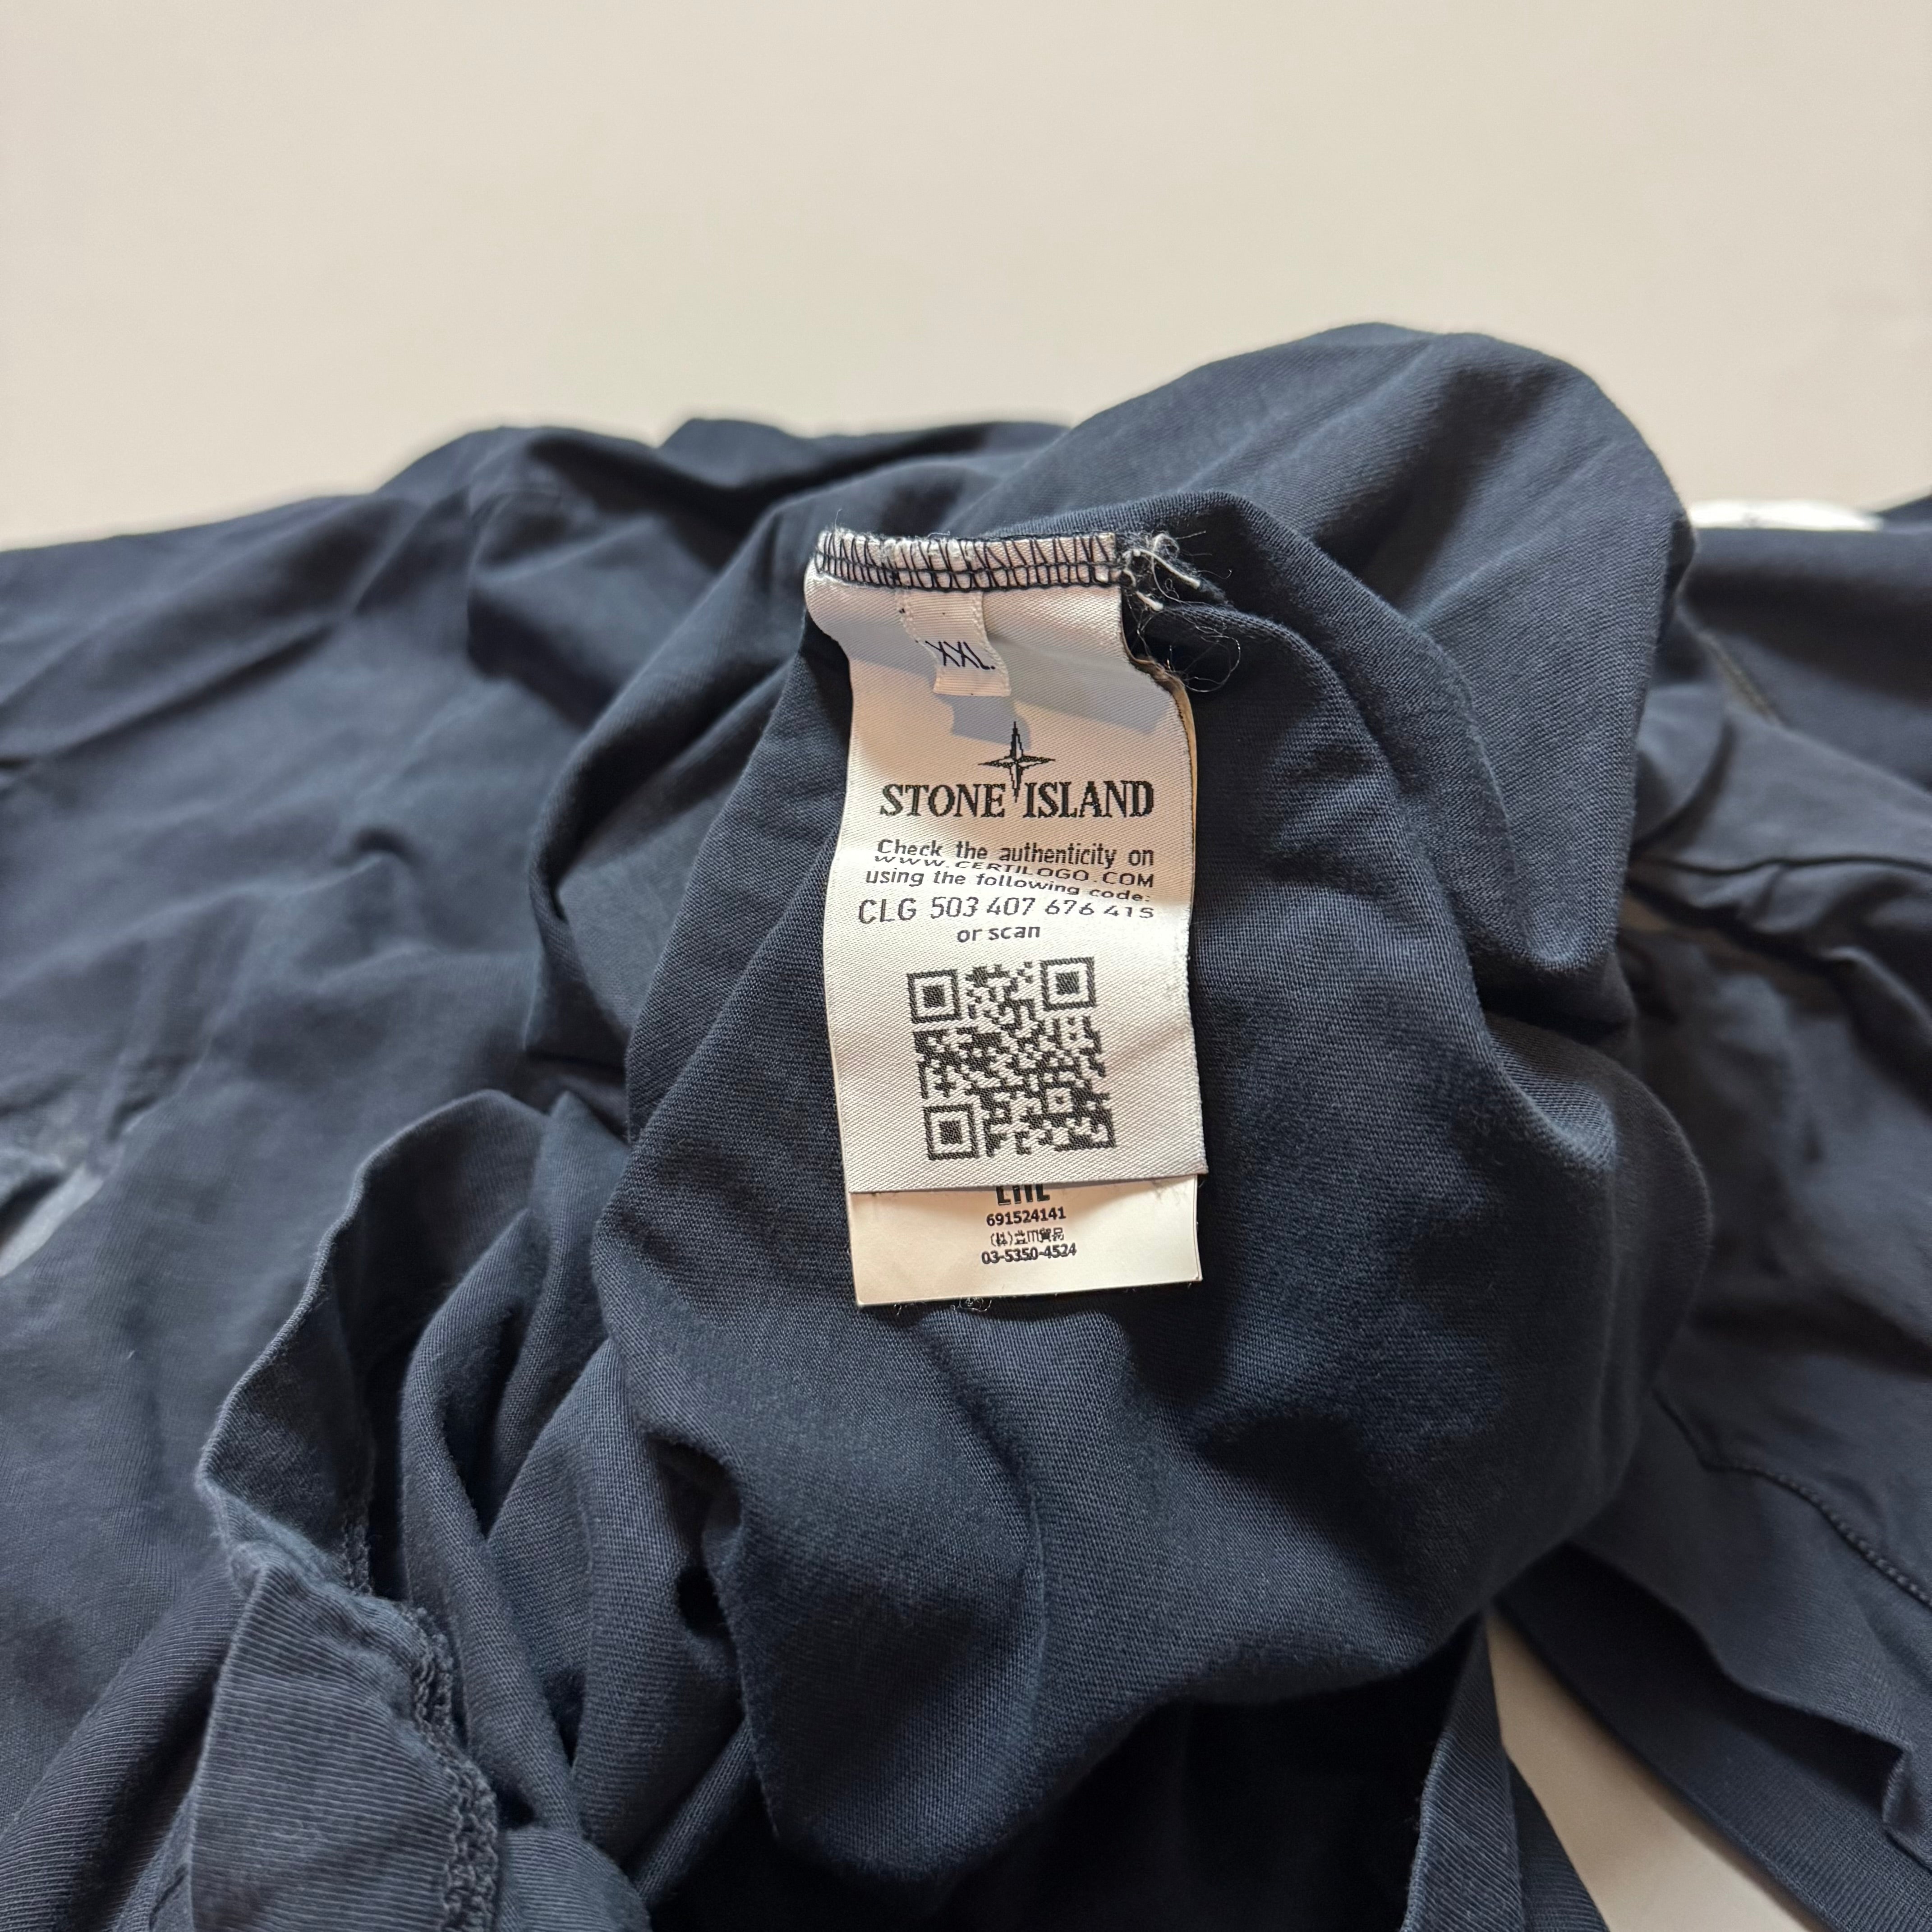 XXL.
STONE ISLAND
Check the authenticity on
WWW.CERTILOGO.COM
using the following code:
CLG 503 407 676 415
or scan
691524141
03-5350-4524